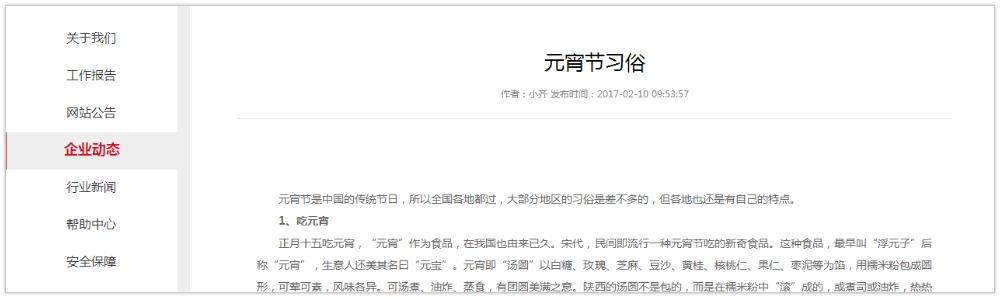 关于我们
工作报告
网站公告
企业动态
行业新闻
帮助中心
安全保障
元宵节习俗
作者：小齐 发布时间：2017-02-10 09:53:57
元宵节是中国的传统节日，所以全国各地都过，大部分地区的习俗是差不多的，但各地也还是有自己的特点。
1、吃元宵
正月十五吃元宵，“元宵”作为食品，在我国也由来已久。宋代，民间即流行一种元宵节吃的新奇食品。这种食品，最早叫“浮元子”后
称“元宵”，生意人还美其名曰“元宝”。元宵即“汤圆”以白糖、玫瑰、芝麻、豆沙、黄桂、核桃仁、果仁、枣泥等为馅，用糯米粉包成圆
形，可荤可素，风味各异。可汤煮、油炸、蒸食，有团圆美满之意。陕西的汤圆不是包的，而是在糯米粉中“滚”成的，或煮司或油炸，热热